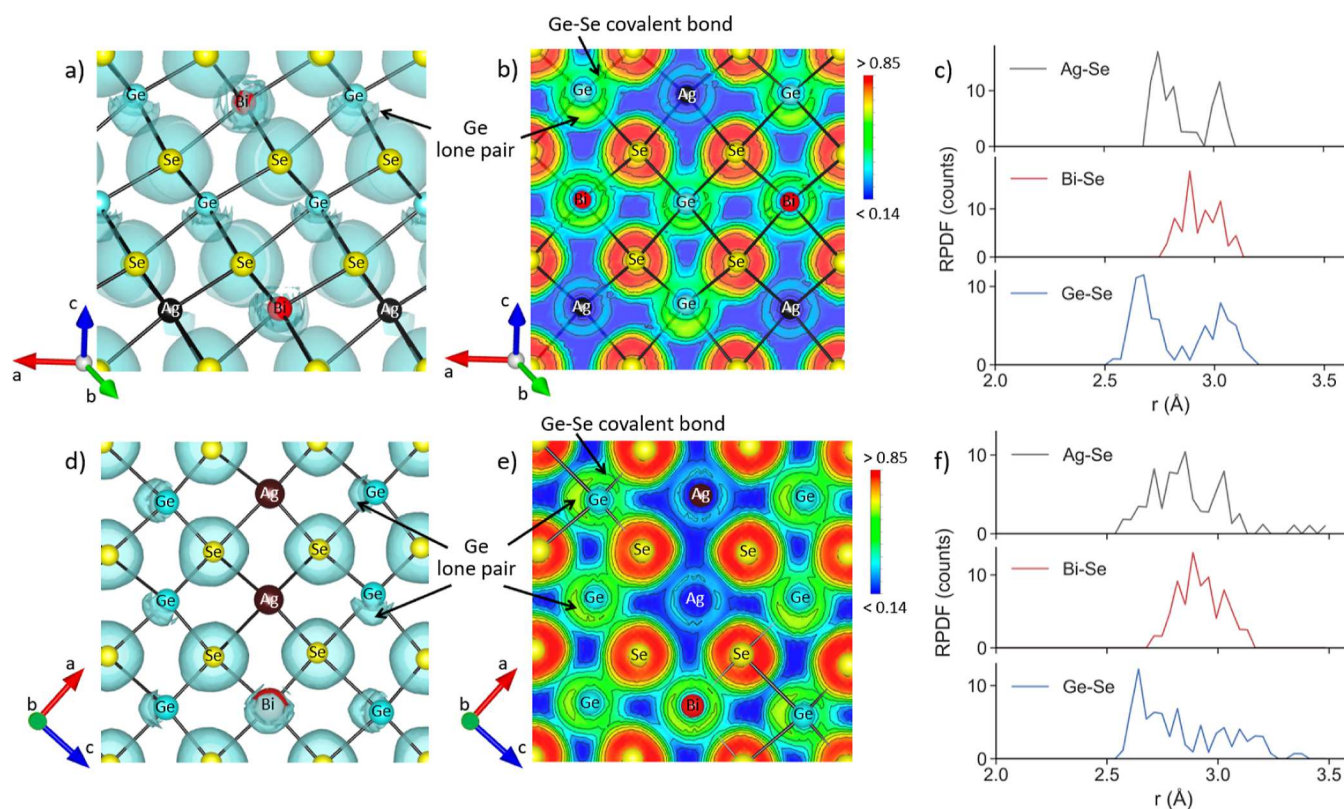 a)
Ge
Bi
Ge
Se
Se
Se
Ge
Ge
Se
Se
Se
Ag
Bi
Ag
c
a
b
Ge
lone pair
Ge-Se covalent bond
b)
Ge
Ag
Ge
Se
Se
Bi
Ge
Bi
Se
Se
Ag
Ge
Ag
c
a
b
> 0.85
< 0.14
c)
Ag-Se
10
0
Bi-Se
10
0
Ge-Se
10
0
RPDF (counts)
2.0
2.5
3.0
3.5
r (Å)
d)
Ge
Ag
Ge
Se
Se
Ge
Ag
Ge
Se
Se
Ge
Bi
Ge
a
b
c
Ge
lone pair
Ge-Se covalent bond
e)
Ge
Ag
Ge
Se
Se
Ge
Ag
Ge
Se
Se
Ge
Bi
Ge
a
b
c
> 0.85
< 0.14
f)
Ag-Se
10
0
Bi-Se
10
0
Ge-Se
10
0
RPDF (counts)
2.0
2.5
3.0
3.5
r (Å)